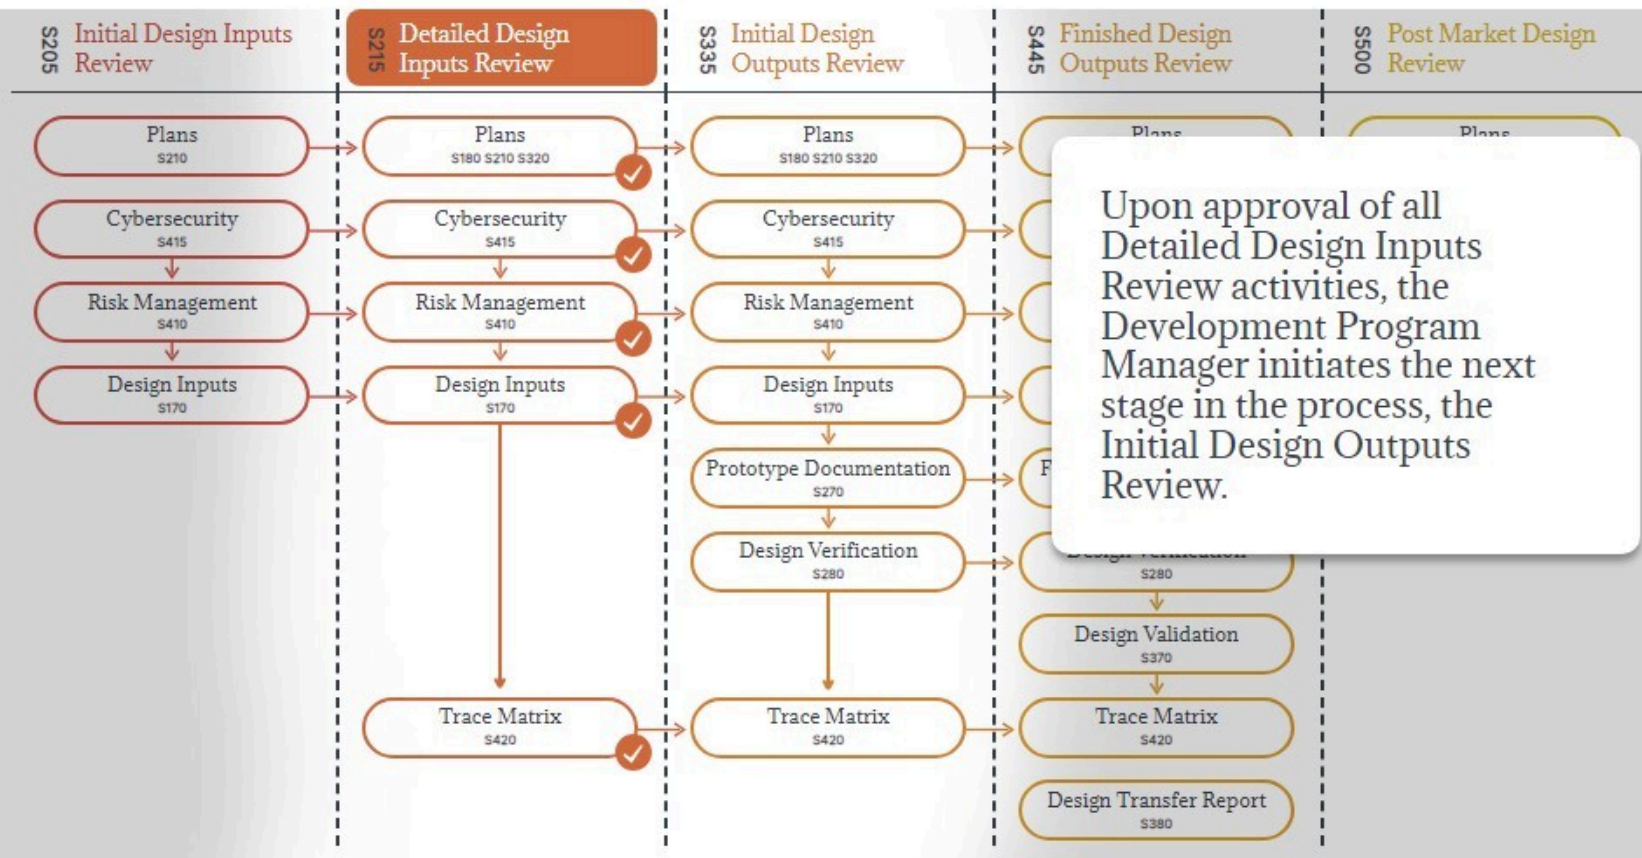 S205
Initial Design Inputs
Review
S215
Detailed Design
Inputs Review
S335
Initial Design
Outputs Review
S445
Finished Design
Outputs Review
S500
Post Market Design
Review
Plans
S210
Plans
S180 S210 S320
Plans
S180 S210 S320
Plans
Plans
Cybersecurity
S415
Cybersecurity
S415
Cybersecurity
S415
Risk Management
S410
Risk Management
S410
Risk Management
S410
Design Inputs
S170
Design Inputs
S170
Design Inputs
S170
Prototype Documentation
S270
F
Design Verification
S280
Design Verification
S280
Design Validation
S370
Trace Matrix
S420
Trace Matrix
S420
Trace Matrix
S420
Design Transfer Report
S380
Upon approval of all
Detailed Design Inputs
Review activities, the
Development Program
Manager initiates the next
stage in the process, the
Initial Design Outputs
Review.